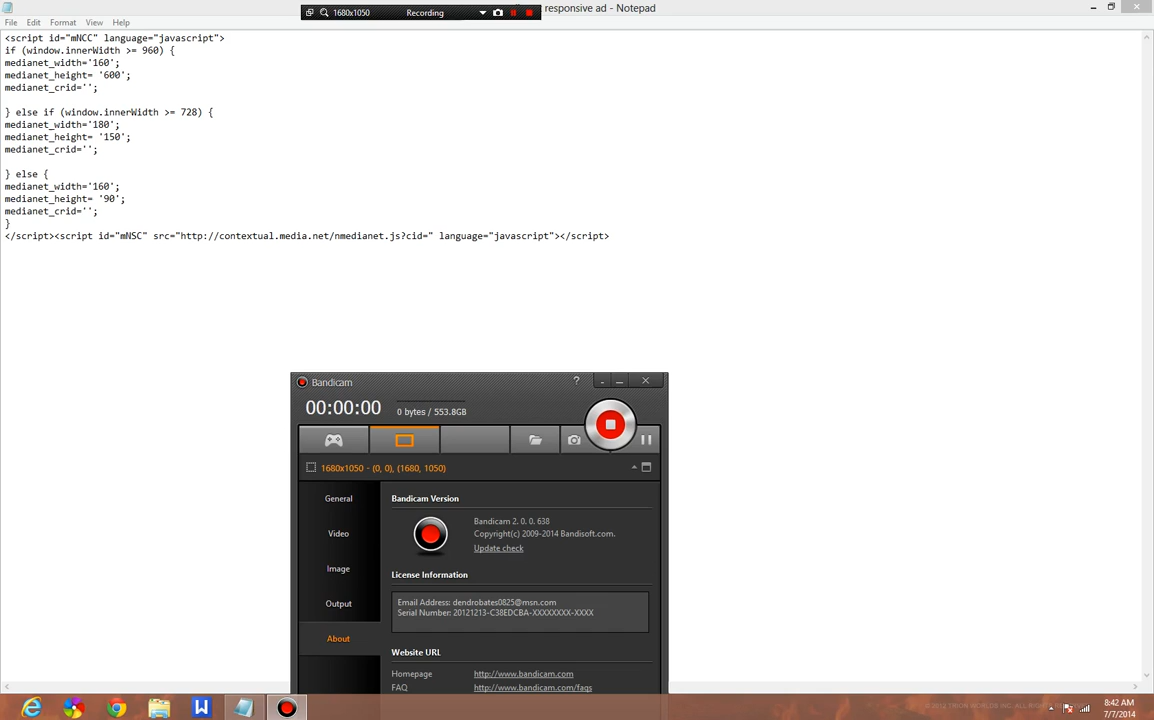 1680x1050
Recording
responsive ad - Notepad
File Edit Format View Help
<script id="mNCC" language="javascript">
if (window.innerWidth >= 960) {
medianet_width='160';
medianet_height= '600';
medianet_crid='';
} else if (window.innerWidth >= 728) {
medianet_width='180';
medianet_height= '150';
medianet_crid='';
} else {
medianet_width='160';
medianet_height= '90';
medianet_crid='';
}
</script><script id="mNSC" src="http://contextual.media.net/nmedianet.js?cid=" language="javascript"></script>
Bandicam
00:00:00
0 bytes / 553.8GB
1680x1050 - (0, 0), (1680, 1050)
General
Video
Image
Output
About
Bandicam Version
Bandicam 2. 0. 0. 638
Copyright(c) 2009-2014 Bandisoft.com.
Update check
License Information
Email Address: dendrobates0825@msn.com
Serial Number: 20121213-C38EDCBA-XXXXXXXX-XXXX
Website URL
Homepage http://www.bandicam.com
FAQ http://www.bandicam.com/faqs
8:42 AM
7/7/2014